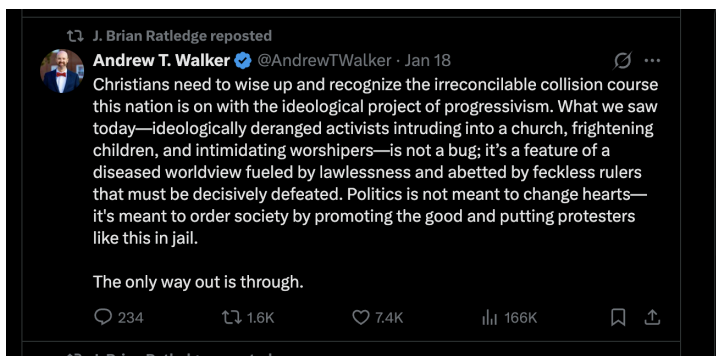 J. Brian Ratledge reposted
Andrew T. Walker @AndrewTWalker · Jan 18
Christians need to wise up and recognize the irreconcilable collision course
this nation is on with the ideological project of progressivism. What we saw
today—ideologically deranged activists intruding into a church, frightening
children, and intimidating worshipers—is not a bug; it’s a feature of a
diseased worldview fueled by lawlessness and abetted by feckless rulers
that must be decisively defeated. Politics is not meant to change hearts—
it's meant to order society by promoting the good and putting protesters
like this in jail.
The only way out is through.
234 1.6K 7.4K 166K